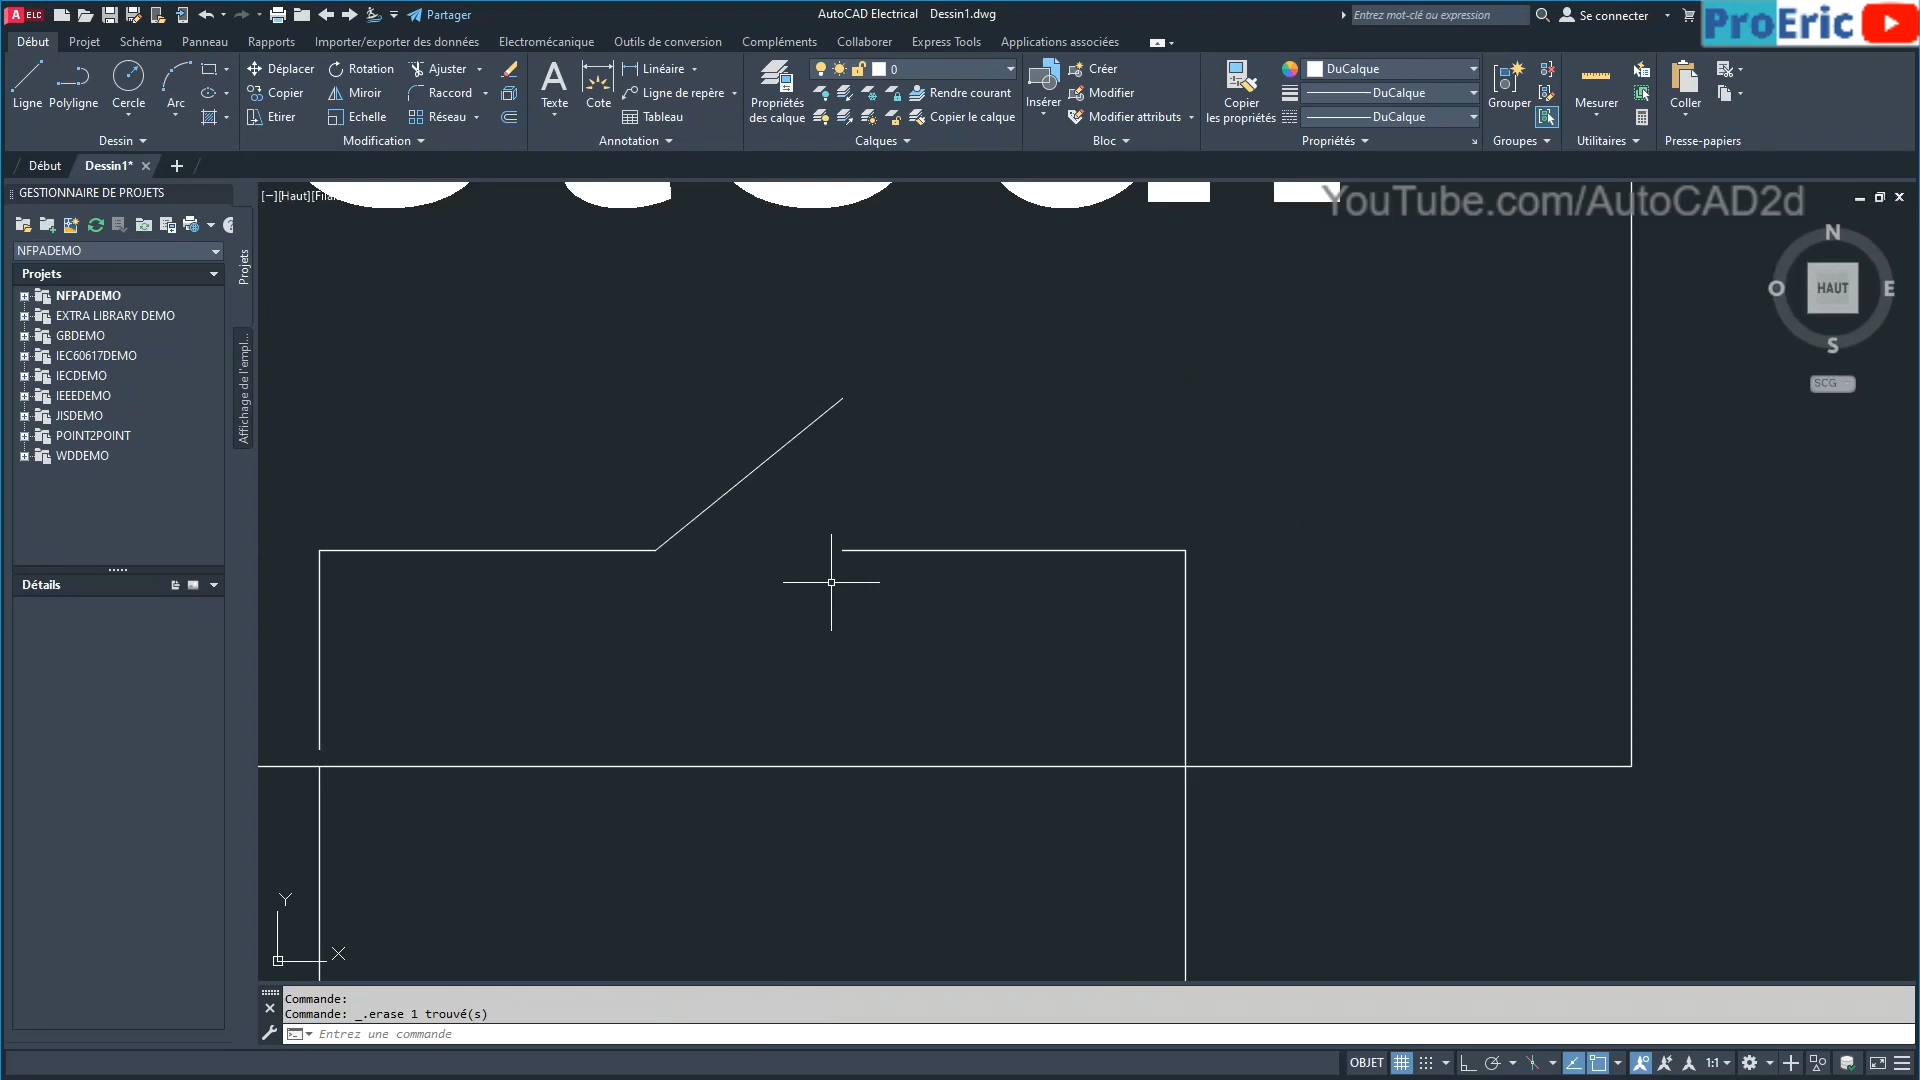 A ELC Partager AutoCAD Electrical Dessin1.dwg Entrez mot-clé ou expression Se connecter ProEric
Début Projet Schéma Panneau Rapports Importer/exporter des données Electromécanique Outils de conversion Compléments Collaborer Express Tools Applications associées
Ligne Polyligne Cercle Arc
Déplacer Rotation Ajuster
Copier Miroir Raccord
Etirer Echelle Réseau
Texte Cote
Linéaire
Ligne de repère
Tableau
Propriétés des calque
0
Rendre courant
Copier le calque
Insérer
Créer
Modifier
Modifier attributs
Copier les propriétés
DuCalque
DuCalque
DuCalque
Grouper
Mesurer
Coller
Dessin Modification Annotation Calques Bloc Propriétés Groupes Utilitaires Presse-papiers
Début Dessin1*
GESTIONNAIRE DE PROJETS
NFPADEMO
Projets
NFPADEMO
EXTRA LIBRARY DEMO
GBDEMO
IEC60617DEMO
IECDEMO
IEEEDEMO
JISDEMO
POINT2POINT
WDDEMO
Détails
Projets
Affichage de l'empl...
[−][Haut]
YouTube.com/AutoCAD2d
N
O HAUT E
S
SCG
Y
X
Commande:
Commande: _.erase 1 trouvé(s)
Entrez une commande
OBJET 1:1